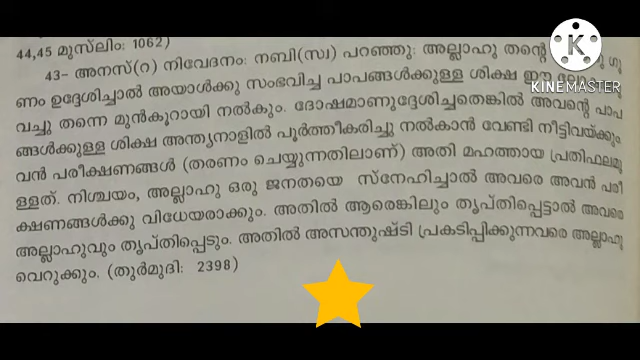 44,45 മുസ്‌ലിം: 1062)
KINEMASTER
43- അനസ്(റ) നിവേദനം: നബി(സ്വ) പറഞ്ഞു: അല്ലാഹു തന്റെ ഗു
ണം ഉദ്ദേശിച്ചാൽ അയാൾക്കു സംഭവിച്ച പാപങ്ങൾക്കുള്ള ശിക്ഷ ഈ
വച്ചു തന്നെ മുൻകൂറായി നൽകും. ദോഷമാണുദ്ദേശിച്ചതെങ്കിൽ അവന്റെ പാപ
ങ്ങൾക്കുള്ള ശിക്ഷ അന്ത്യനാളിൽ പൂർത്തീകരിച്ചു നൽകാൻ വേണ്ടി നീട്ടിവയ്ക്കും.
വൻ പരീക്ഷണങ്ങൾ (തരണം ചെയ്യുന്നതിലാണ്) അതി മഹത്തായ പ്രതിഫലമു
ള്ളത്. നിശ്ചയം, അല്ലാഹു ഒരു ജനതയെ സ്നേഹിച്ചാൽ അവരെ അവൻ പരീ
ക്ഷണങ്ങൾക്കു വിധേയരാക്കും. അതിൽ ആരെങ്കിലും തൃപ്തിപ്പെട്ടാൽ അവരെ
അല്ലാഹുവും തൃപ്തിപ്പെടും. അതിൽ അസന്തുഷ്ടി പ്രകടിപ്പിക്കുന്നവരെ അല്ലാഹു
വെറുക്കും. (തുർമുദി: 2398)